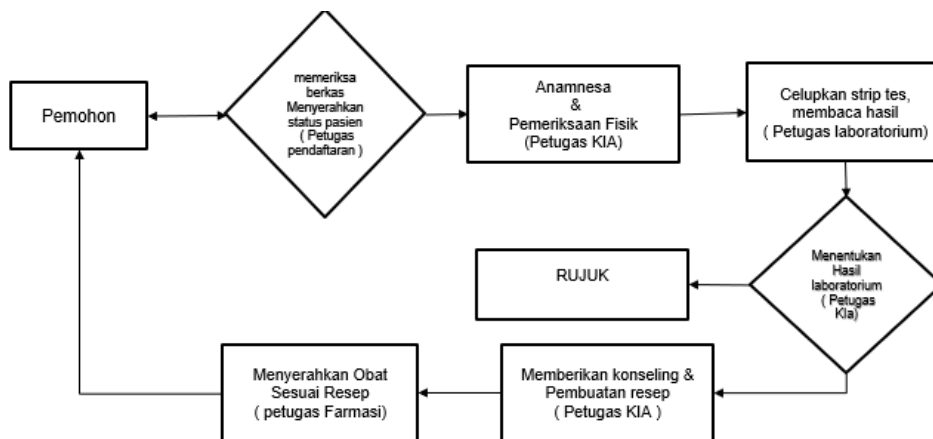 Pemohon
memeriksa
berkas
Menyerahkan
status pasien
( Petugas
pendaftaran )
Anamnesa
&
Pemeriksaan Fisik
(Petugas KIA)
Celupkan strip tes,
membaca hasil
( Petugas laboratorium)
Menentukan
Hasil
laboratorium
( Petugas
KIa)
RUJUK
Memberikan konseling &
Pembuatan resep
( Petugas KIA )
Menyerahkan Obat
Sesuai Resep
( petugas Farmasi)